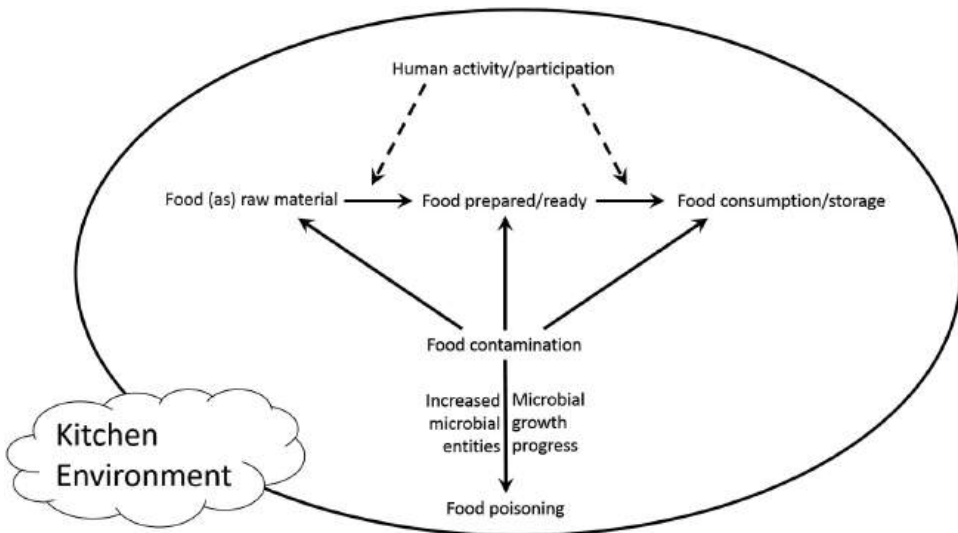 Human activity/participation
Food (as) raw material
Food prepared/ready
Food consumption/storage
Food contamination
Increased
microbial
entities
Microbial
growth
progress
Food poisoning
Kitchen
Environment